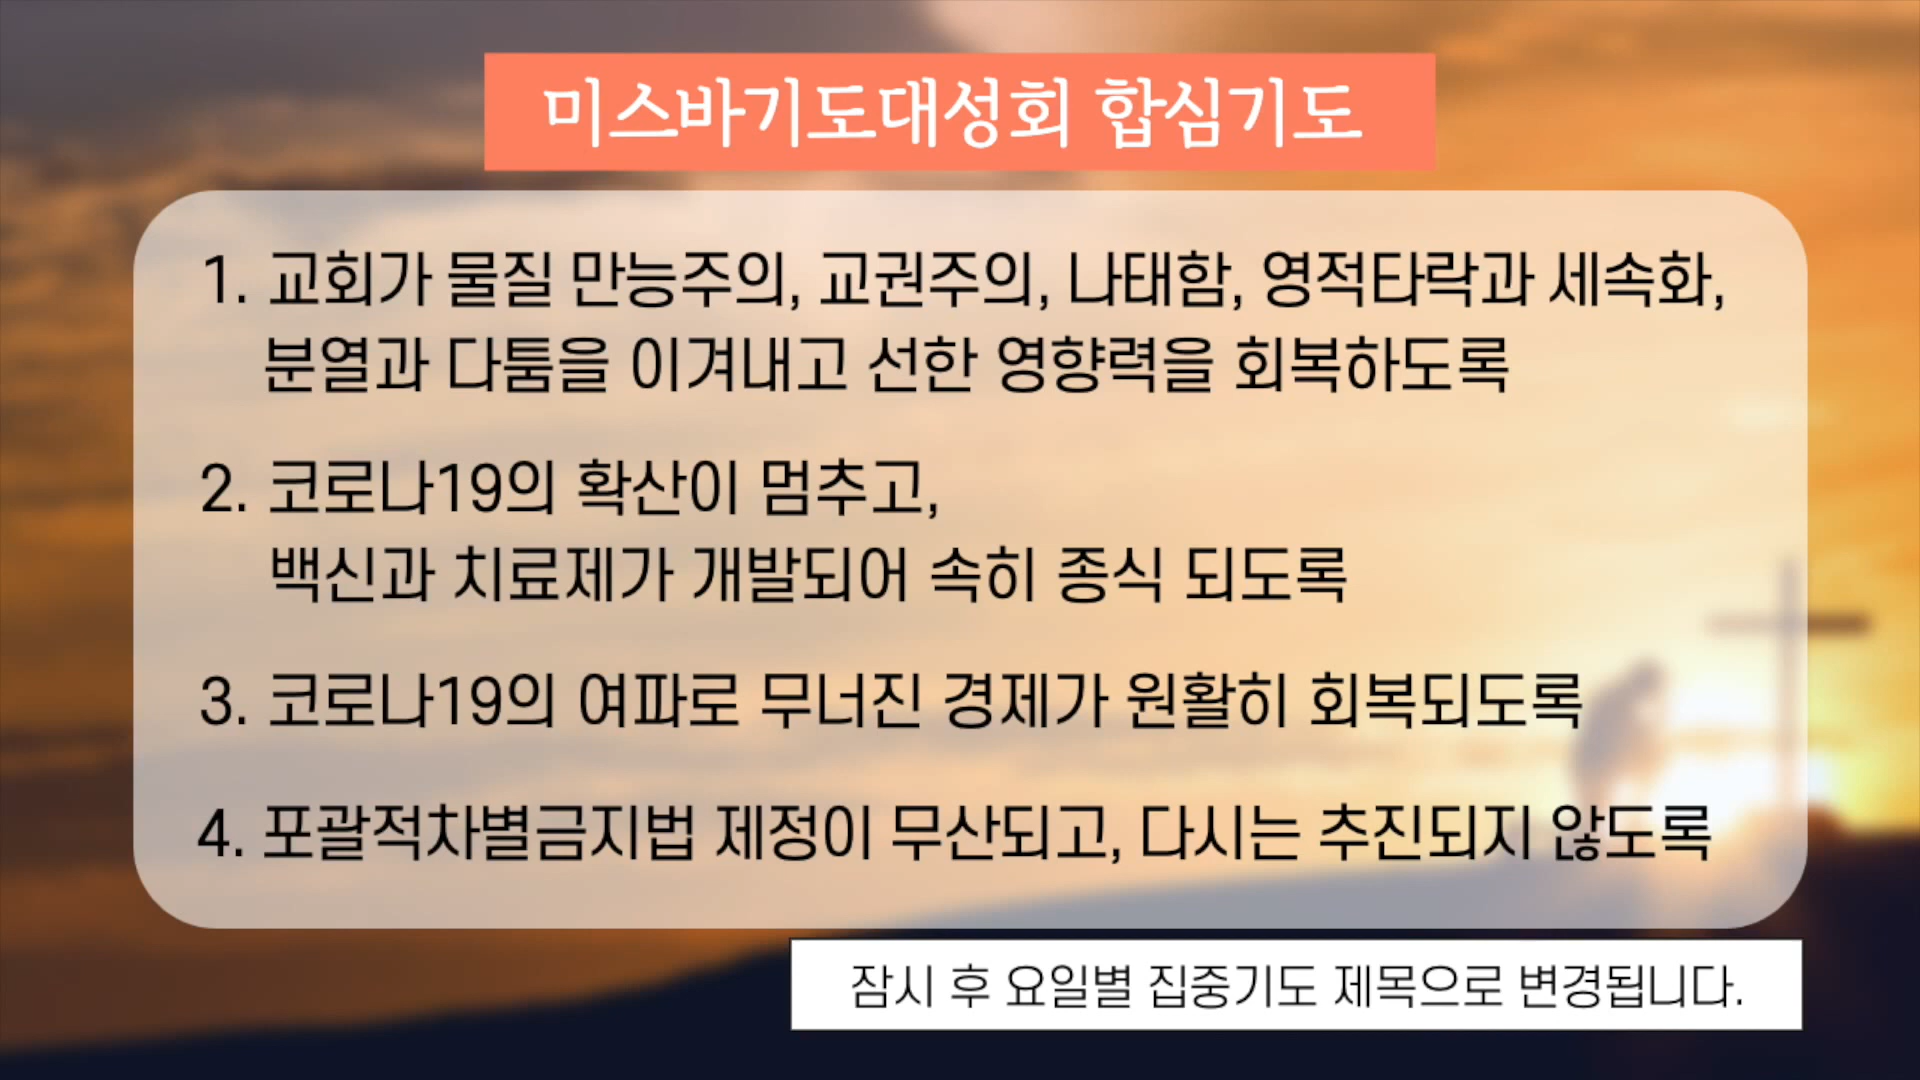 미스바기도대성회 합심기도
1. 교회가 물질 만능주의, 교권주의, 나태함, 영적타락과 세속화,
분열과 다툼을 이겨내고 선한 영향력을 회복하도록
2. 코로나19의 확산이 멈추고,
백신과 치료제가 개발되어 속히 종식 되도록
3. 코로나19의 여파로 무너진 경제가 원활히 회복되도록
4. 포괄적차별금지법 제정이 무산되고, 다시는 추진되지 않도록
잠시 후 요일별 집중기도 제목으로 변경됩니다.